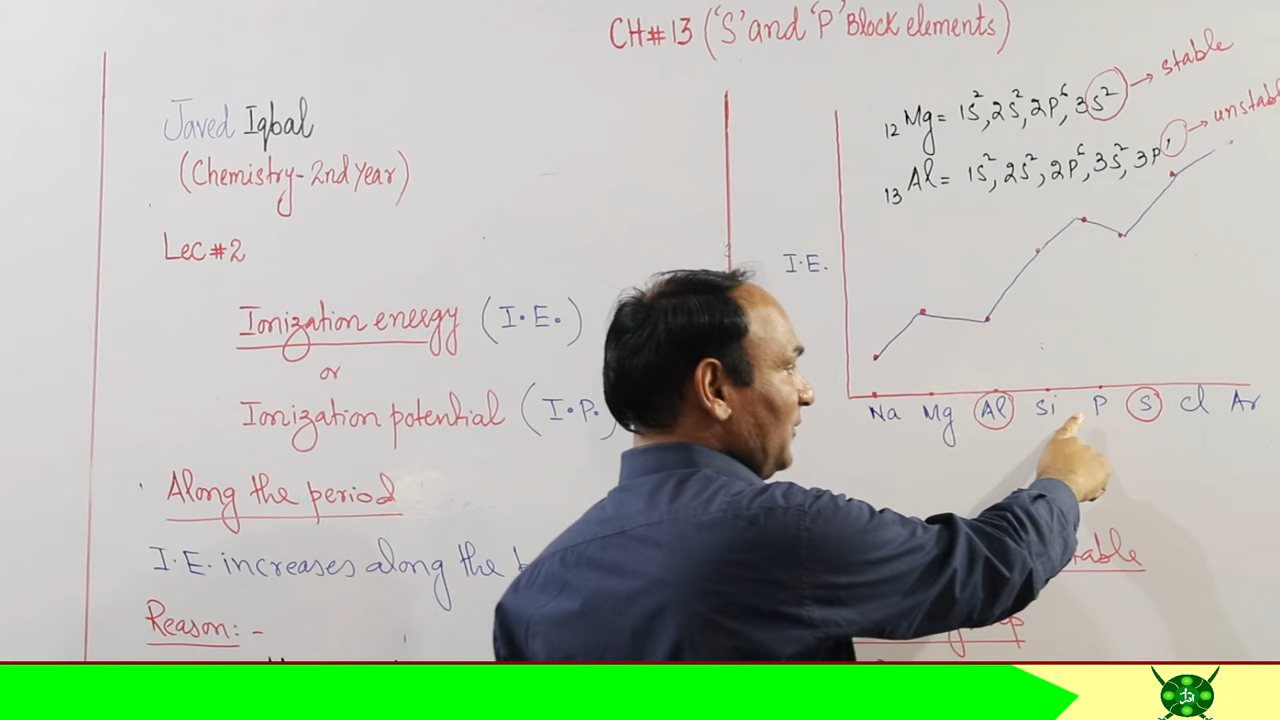 CH#13 ('S' and 'P' Block elements)
Javed Iqbal
(Chemistry-2nd Year)
Lec#2
Ionization energy (I.E.)
or
Ionization potential (I.P.)
Along the period
I.E. increases along the
Reason:-
₁₂Mg= 1S², 2S², 2P⁶, 3S² → stable
₁₃Al= 1S², 2S², 2P⁶, 3S², 3P¹ → unstable
I.E.
Na Mg Al Si P S Cl Ar